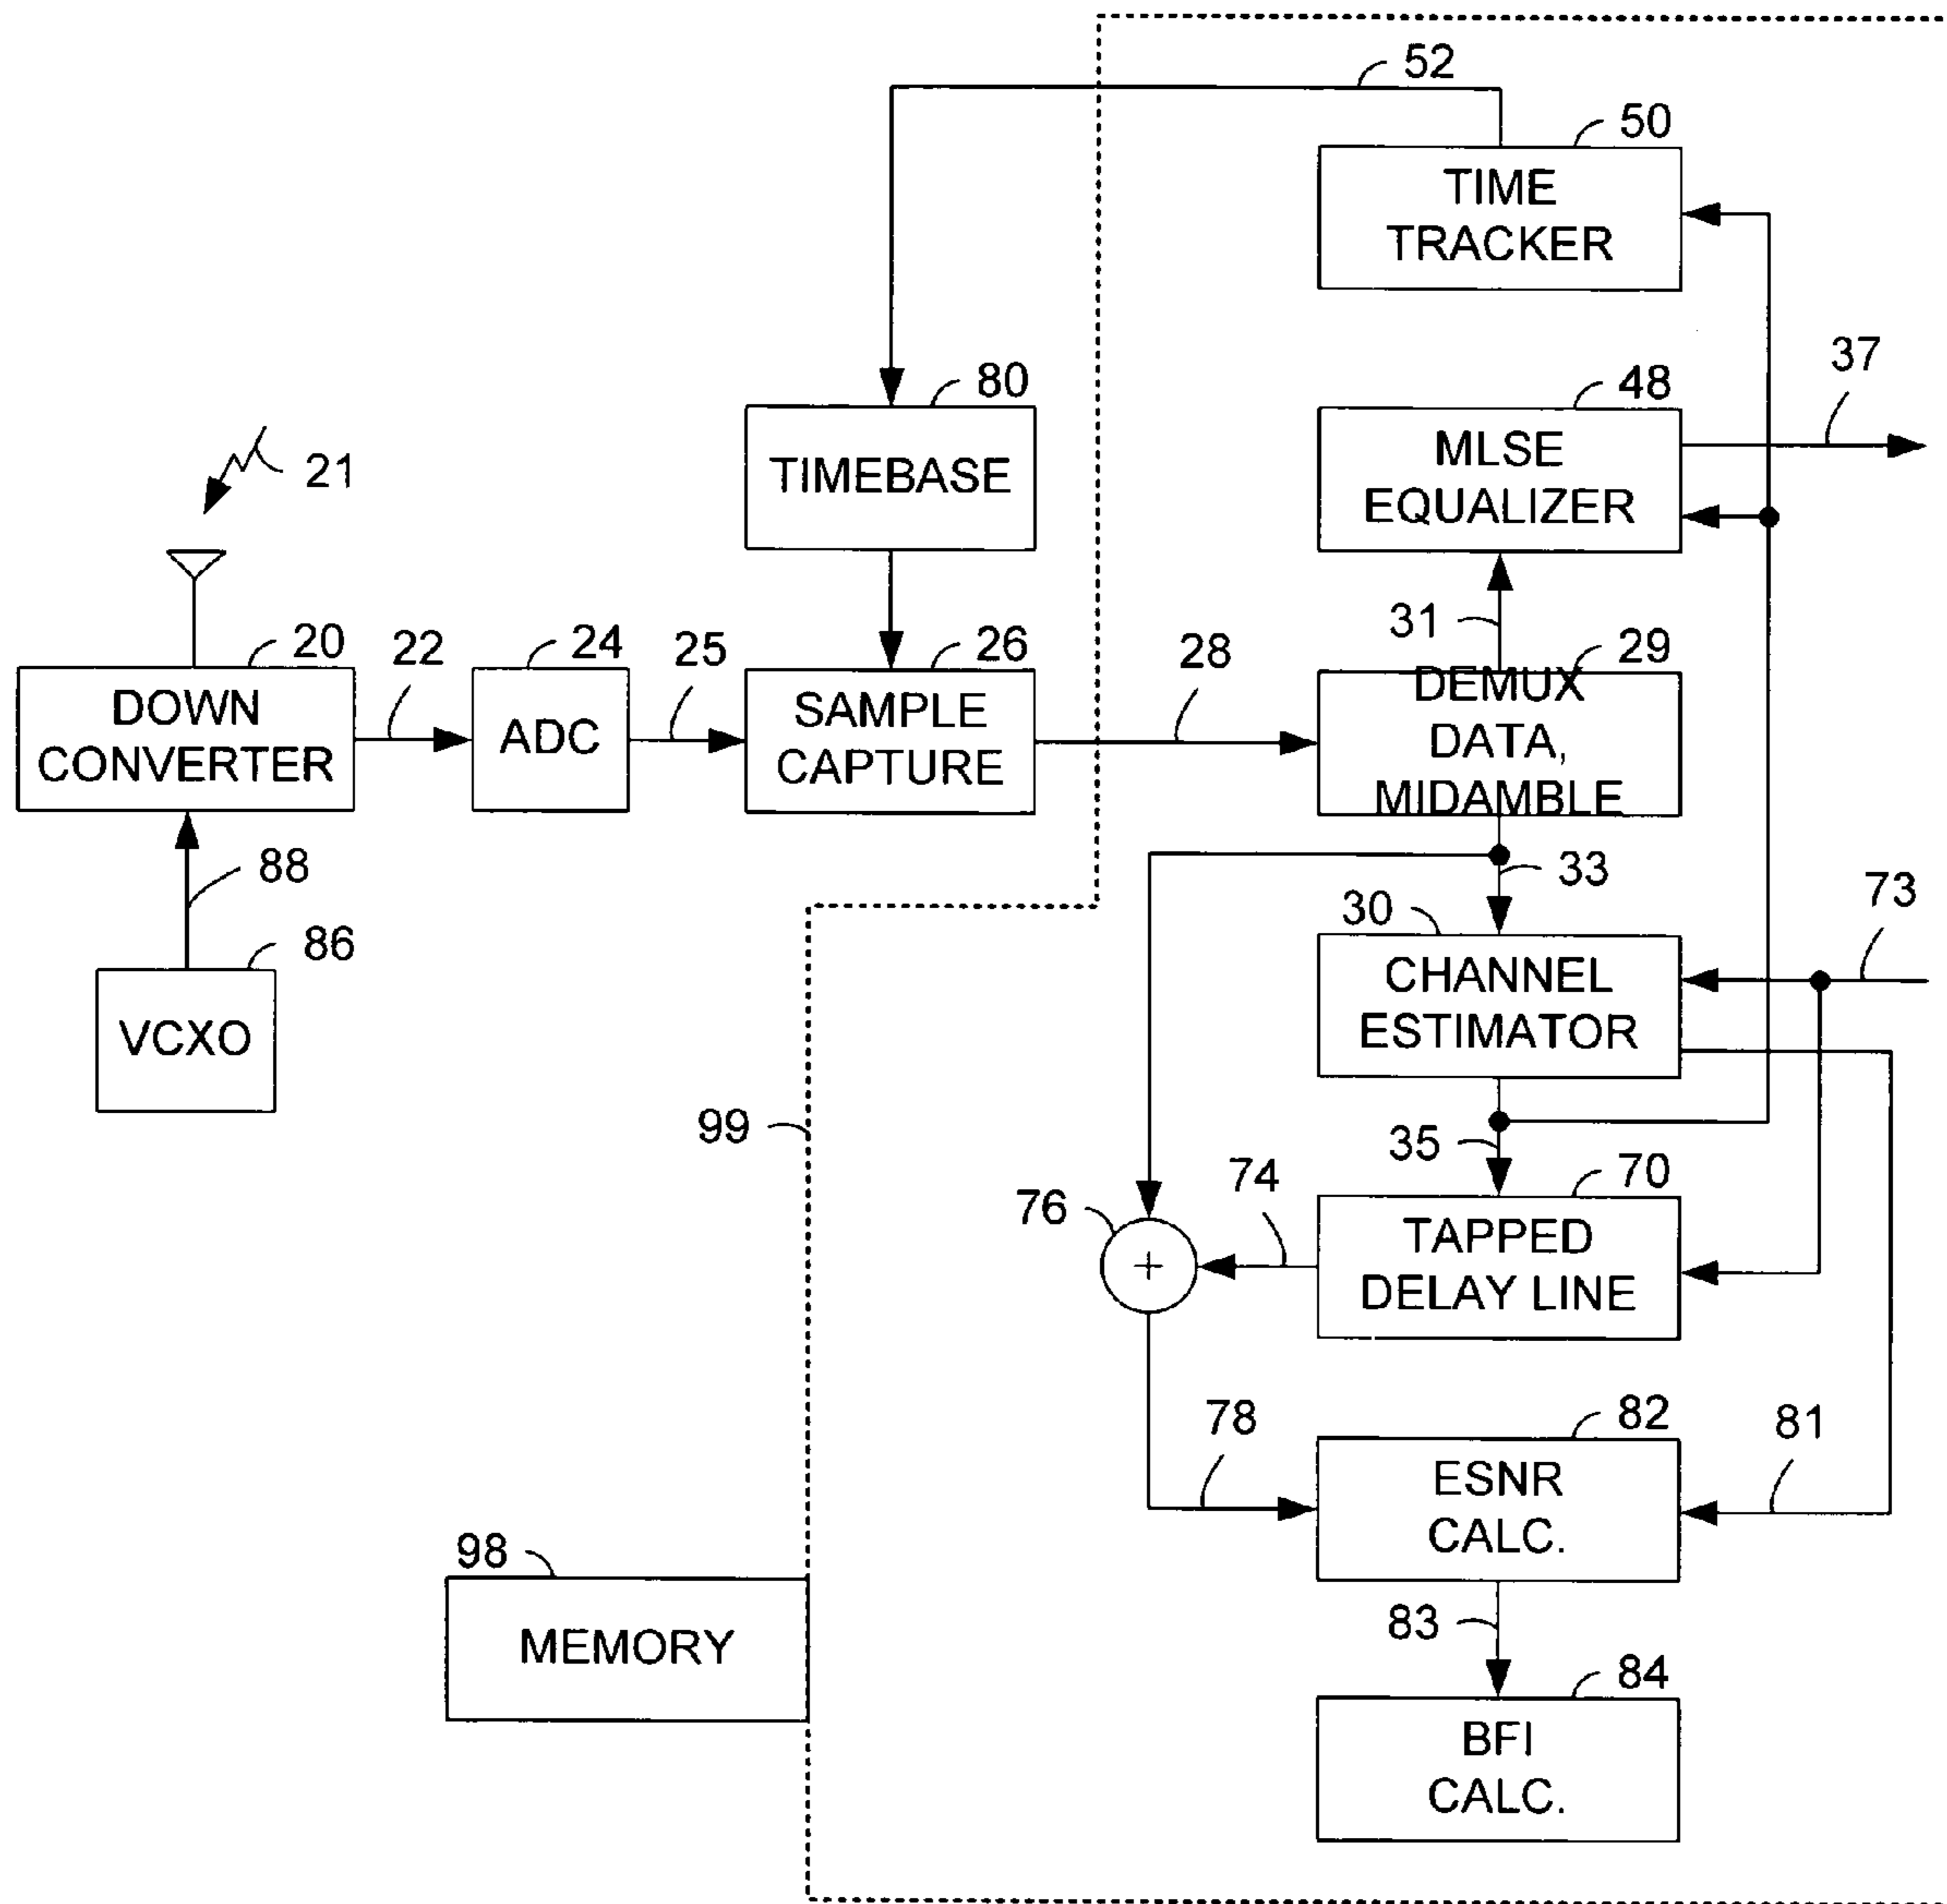 52
50
TIME
TRACKER
37
80
48
TIMEBASE
MLSE
EQUALIZER
21
31
20
22
24
25
26
28
29
DOWN
CONVERTER
ADC
SAMPLE
CAPTURE
DEMUX
DATA,
MIDAMBLE
88
33
73
30
86
CHANNEL
ESTIMATOR
VCXO
99
35
74
70
76
TAPPED
DELAY LINE
+
78
82
81
ESNR
CALC.
98
MEMORY
83
84
BFI
CALC.